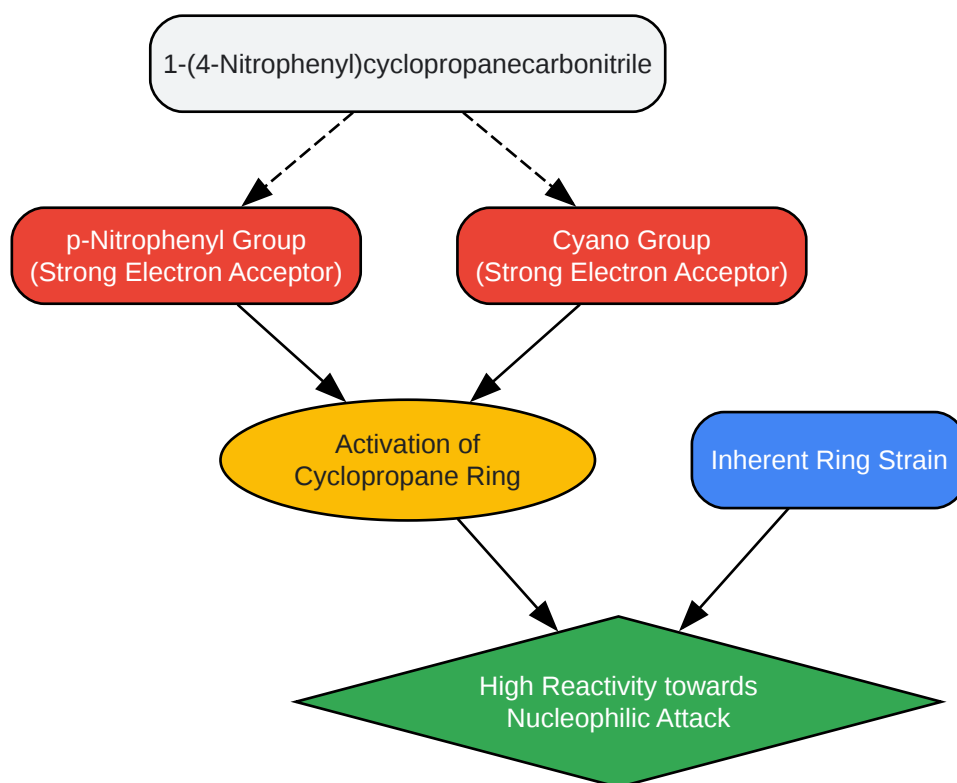 1-(4-Nitrophenyl)cyclopropanecarbonitrile
p-Nitrophenyl Group
(Strong Electron Acceptor)
Cyano Group
(Strong Electron Acceptor)
Activation of
Cyclopropane Ring
Inherent Ring Strain
High Reactivity towards
Nucleophilic Attack